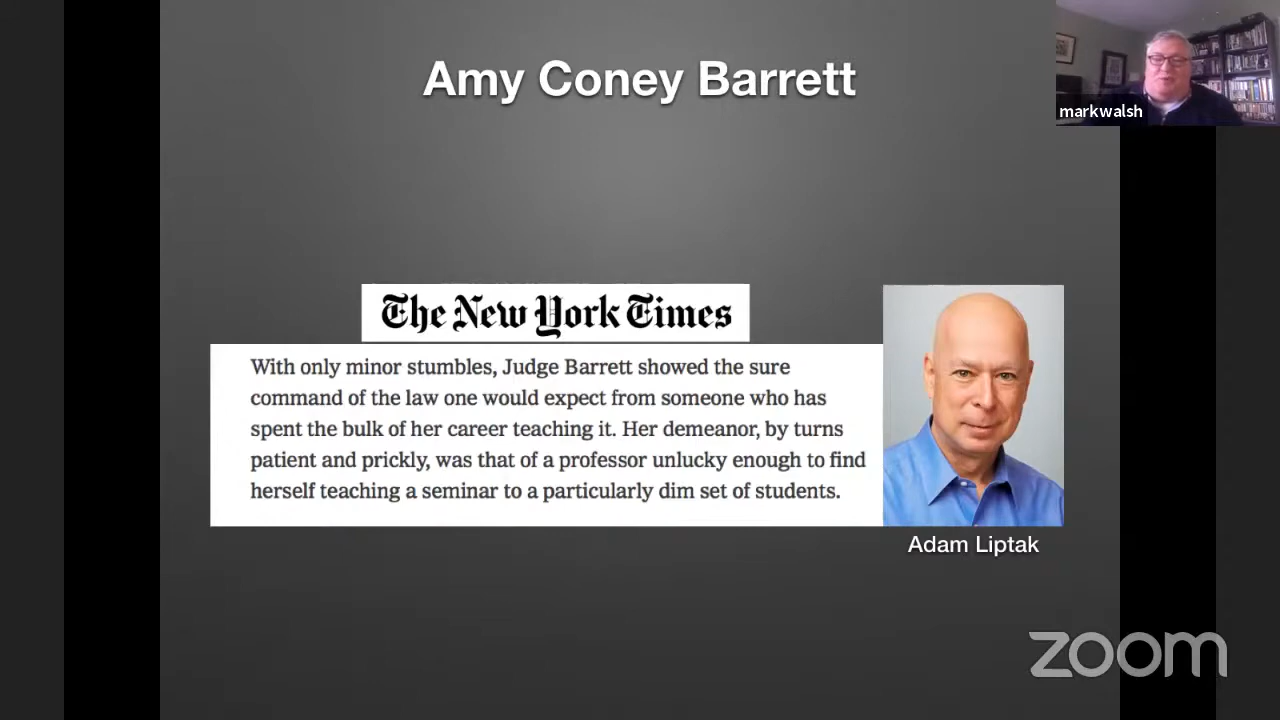 Amy Coney Barrett
markwalsh
The New York Times
With only minor stumbles, Judge Barrett showed the sure
command of the law one would expect from someone who has
spent the bulk of her career teaching it. Her demeanor, by turns
patient and prickly, was that of a professor unlucky enough to find
herself teaching a seminar to a particularly dim set of students.
Adam Liptak
zoom